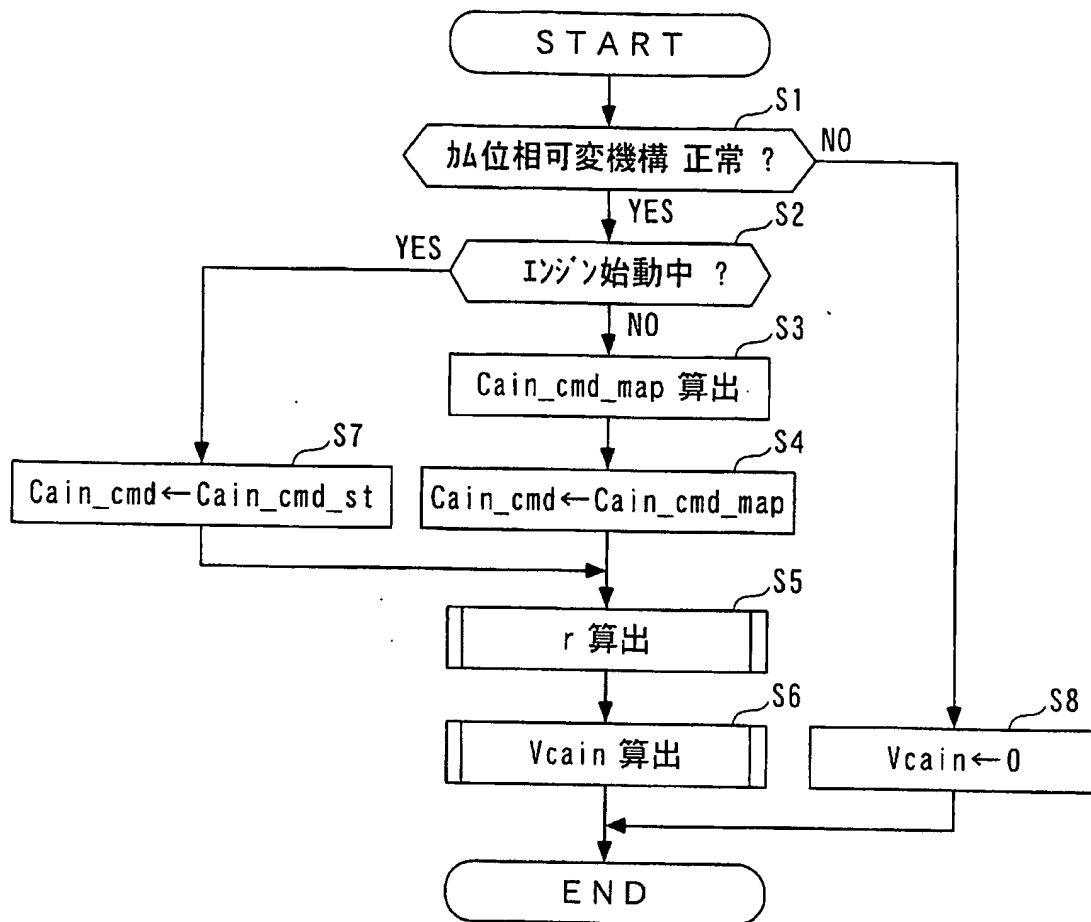 START
S1
ｶﾑ位相可変機構 正常 ?
NO
YES
S2
YES
ｴﾝｼﾞﾝ始動中 ?
NO
S3
Cain_cmd_map 算出
S7
S4
Cain_cmd←Cain_cmd_st
Cain_cmd←Cain_cmd_map
S5
r 算出
S6
S8
Vcain 算出
Vcain←0
END